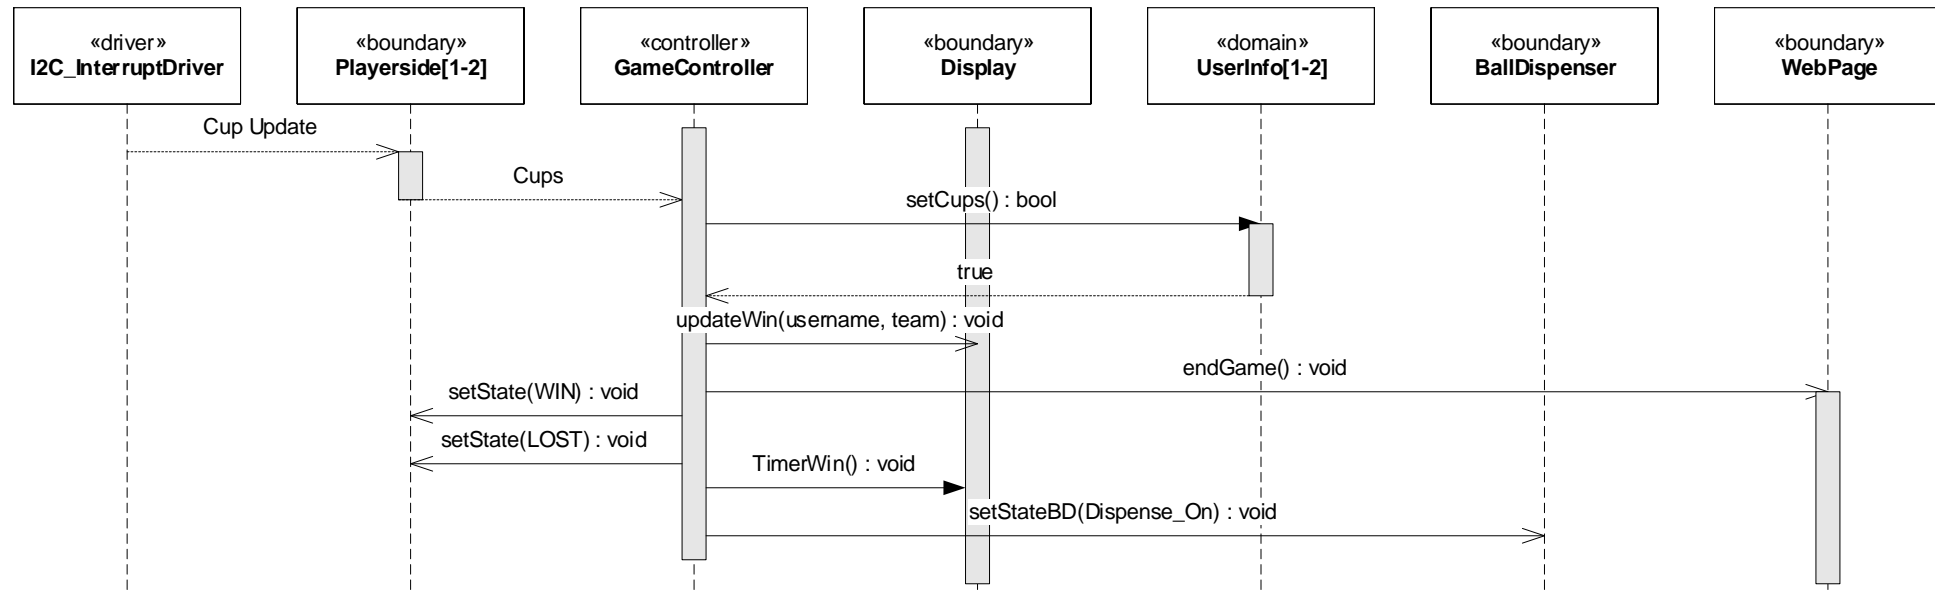 «driver»
I2C_InterruptDriver
«boundary»
Playerside[1-2]
«controller»
GameController
«boundary»
Display
«domain»
UserInfo[1-2]
«boundary»
BallDispenser
«boundary»
WebPage
Cup Update
Cups
setCups() : bool
true
updateWin(username, team) : void
endGame() : void
setState(WIN) : void
setState(LOST) : void
TimerWin() : void
setStateBD(Dispense_On) : void